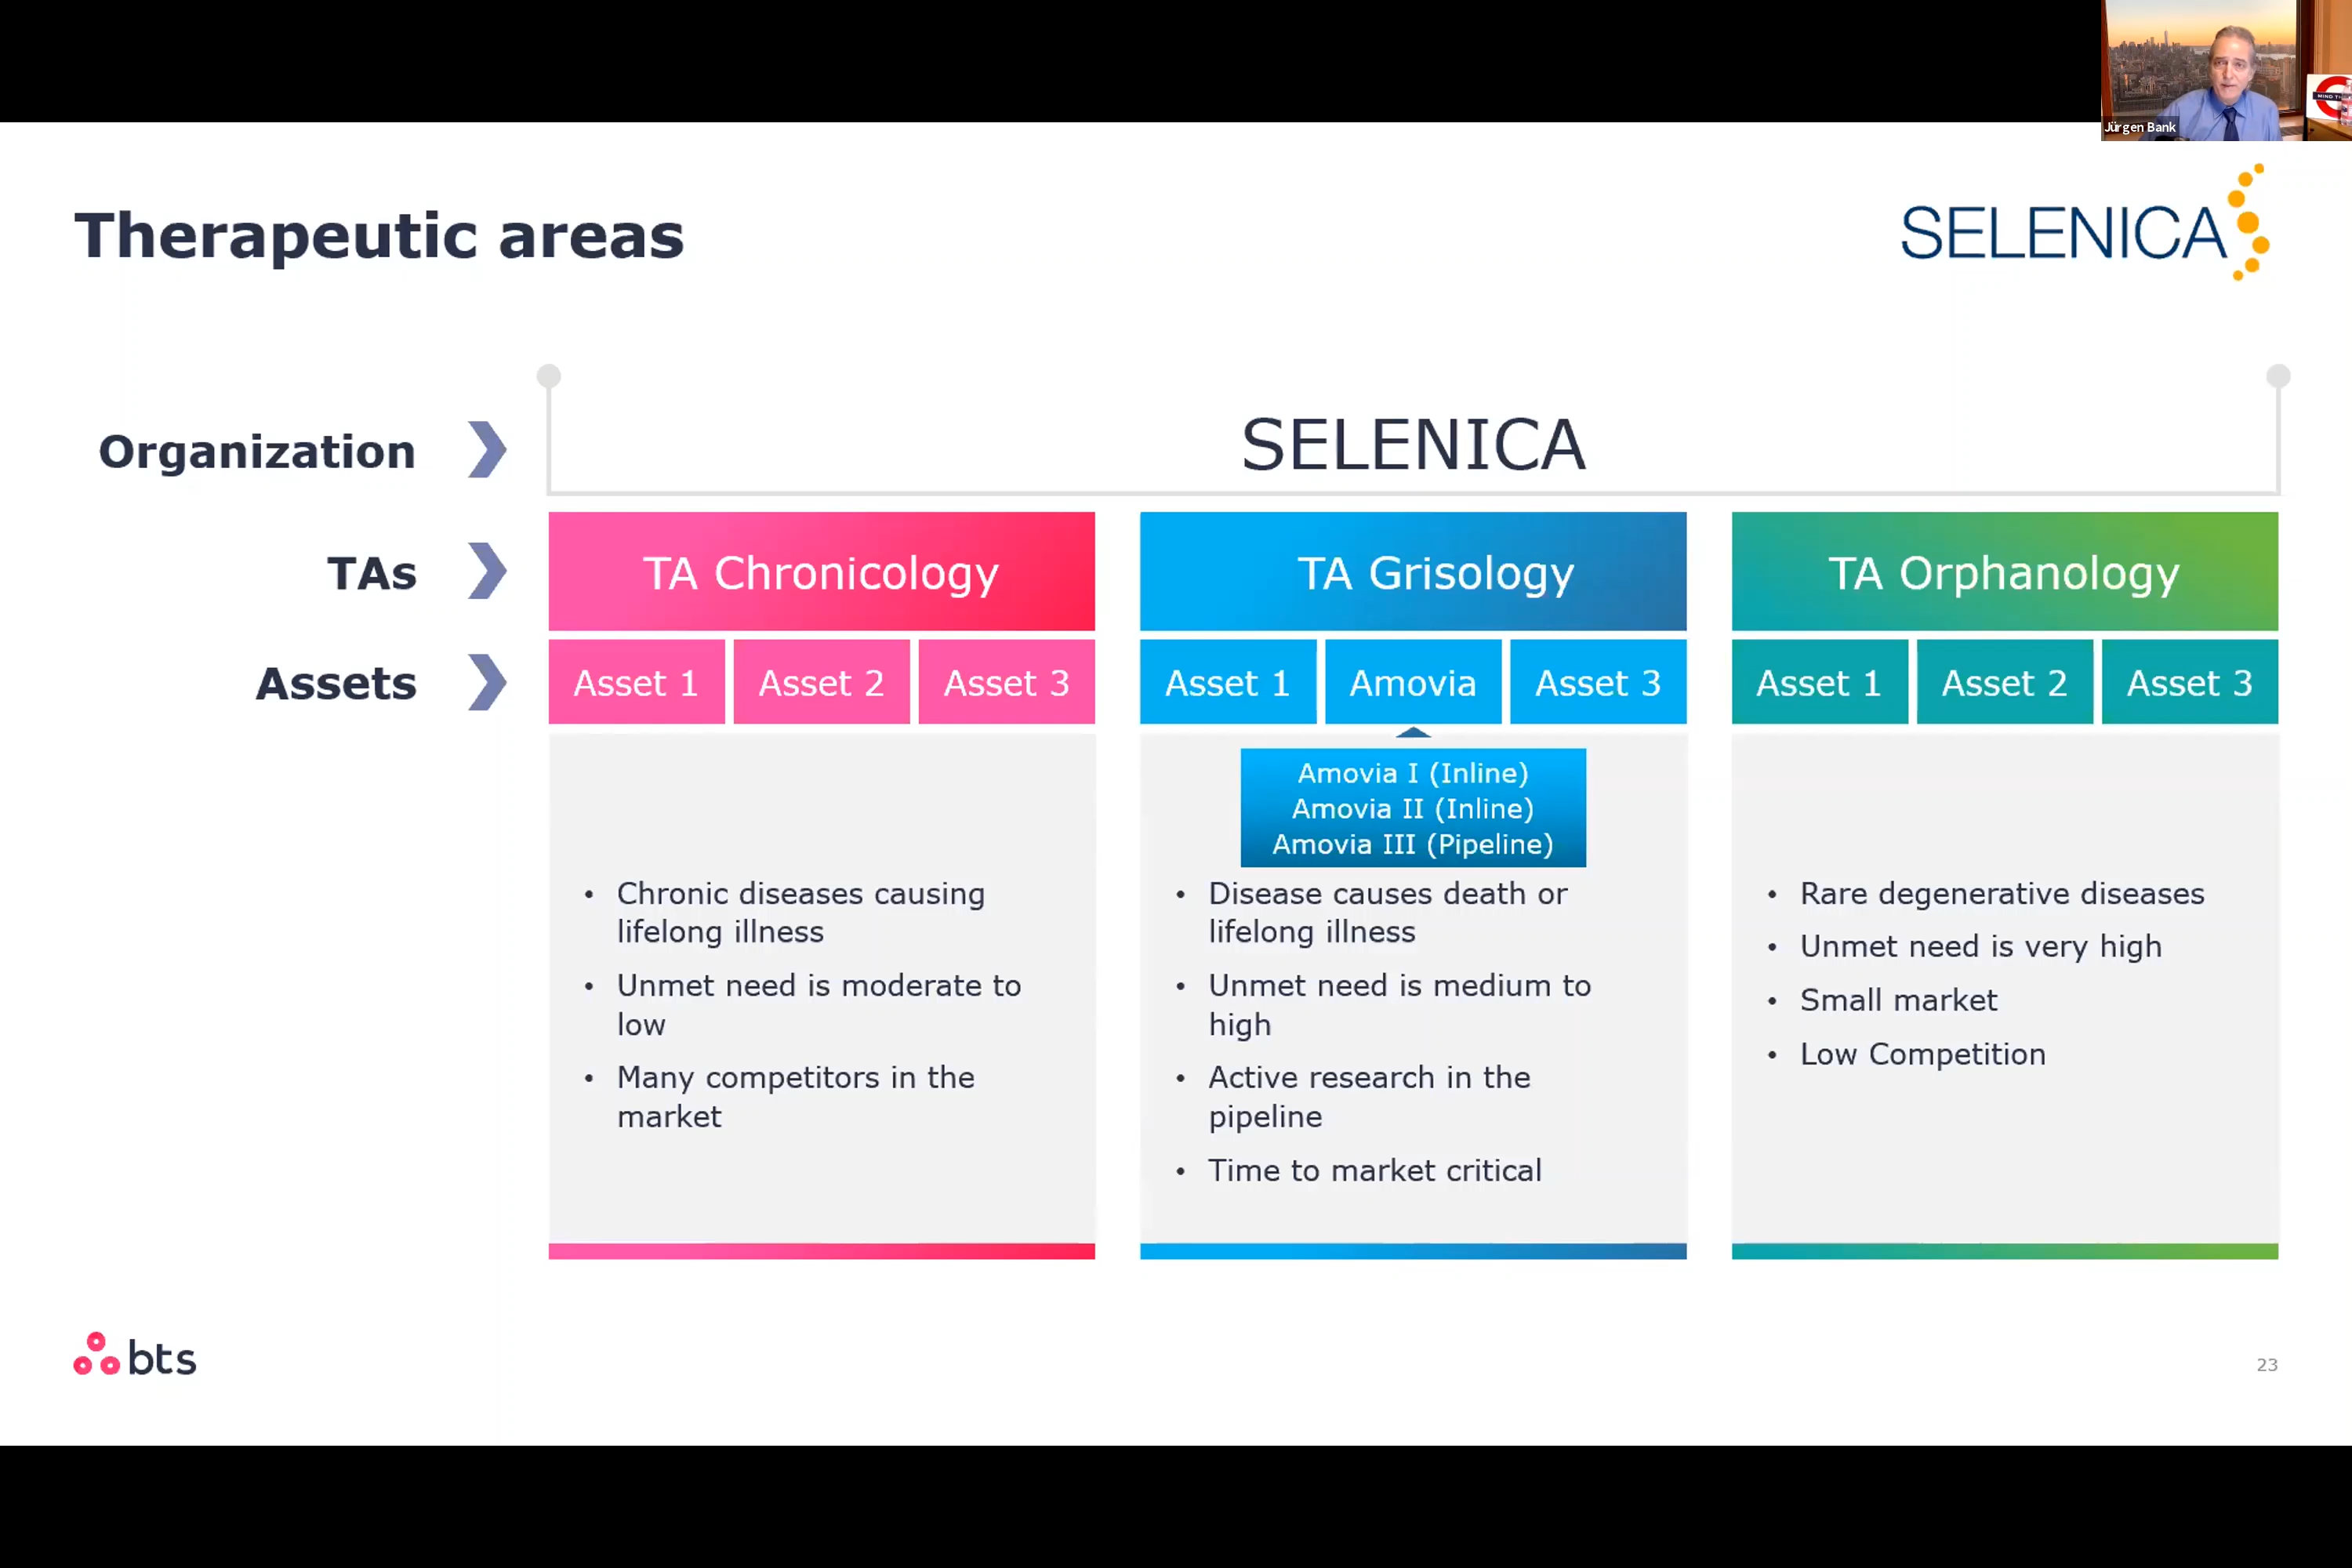 Jürgen Bank
MIND T
Therapeutic areas
SELENICA
Organization
SELENICA
TAs
TA Chronicology
TA Grisology
TA Orphanology
Assets
Asset 1
Asset 2
Asset 3
Asset 1
Amovia
Asset 3
Asset 1
Asset 2
Asset 3
• Chronic diseases causing
lifelong illness
• Unmet need is moderate to
low
• Many competitors in the
market
Amovia I (Inline)
Amovia II (Inline)
Amovia III (Pipeline)
• Disease causes death or
lifelong illness
• Unmet need is medium to
high
• Active research in the
pipeline
• Time to market critical
• Rare degenerative diseases
• Unmet need is very high
• Small market
• Low Competition
bts
23